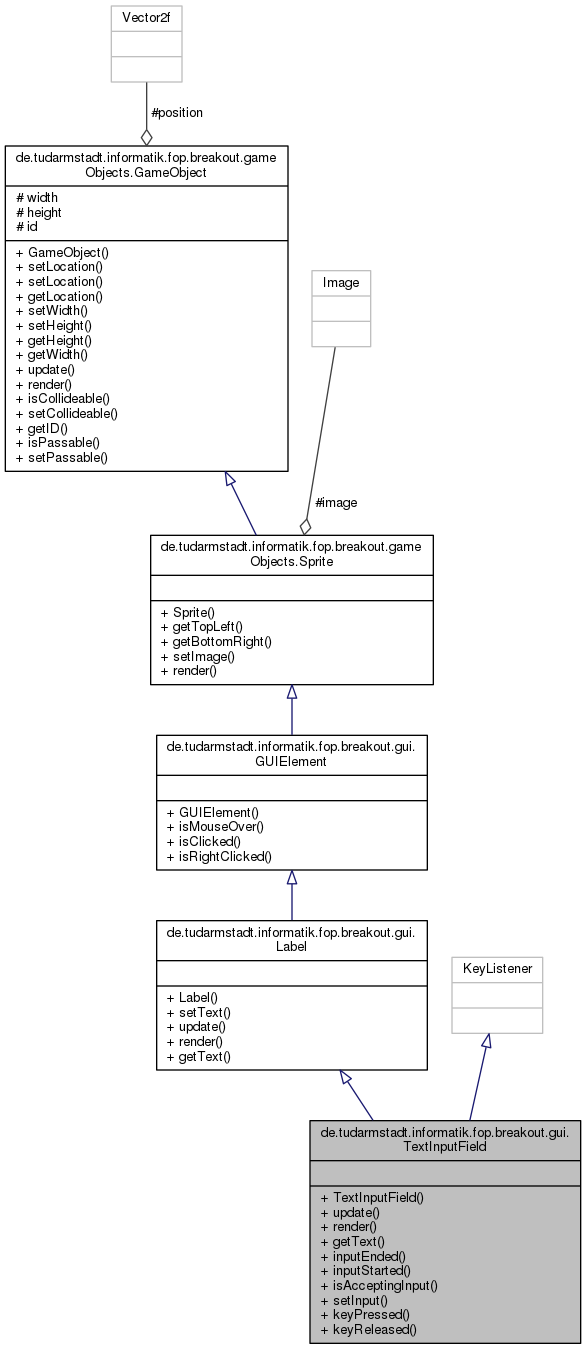 Vector2f
#position
de.tudarmstadt.informatik.fop.breakout.game
Objects.GameObject
# width
# height
# id
+ GameObject()
+ setLocation()
+ setLocation()
+ getLocation()
+ setWidth()
+ setHeight()
+ getHeight()
+ getWidth()
+ update()
+ render()
+ isCollideable()
+ setCollideable()
+ getID()
+ isPassable()
+ setPassable()
Image
#image
de.tudarmstadt.informatik.fop.breakout.game
Objects.Sprite
+ Sprite()
+ getTopLeft()
+ getBottomRight()
+ setImage()
+ render()
de.tudarmstadt.informatik.fop.breakout.gui.
GUIElement
+ GUIElement()
+ isMouseOver()
+ isClicked()
+ isRightClicked()
de.tudarmstadt.informatik.fop.breakout.gui.
Label
+ Label()
+ setText()
+ update()
+ render()
+ getText()
KeyListener
de.tudarmstadt.informatik.fop.breakout.gui.
TextInputField
+ TextInputField()
+ update()
+ render()
+ getText()
+ inputEnded()
+ inputStarted()
+ isAcceptingInput()
+ setInput()
+ keyPressed()
+ keyReleased()